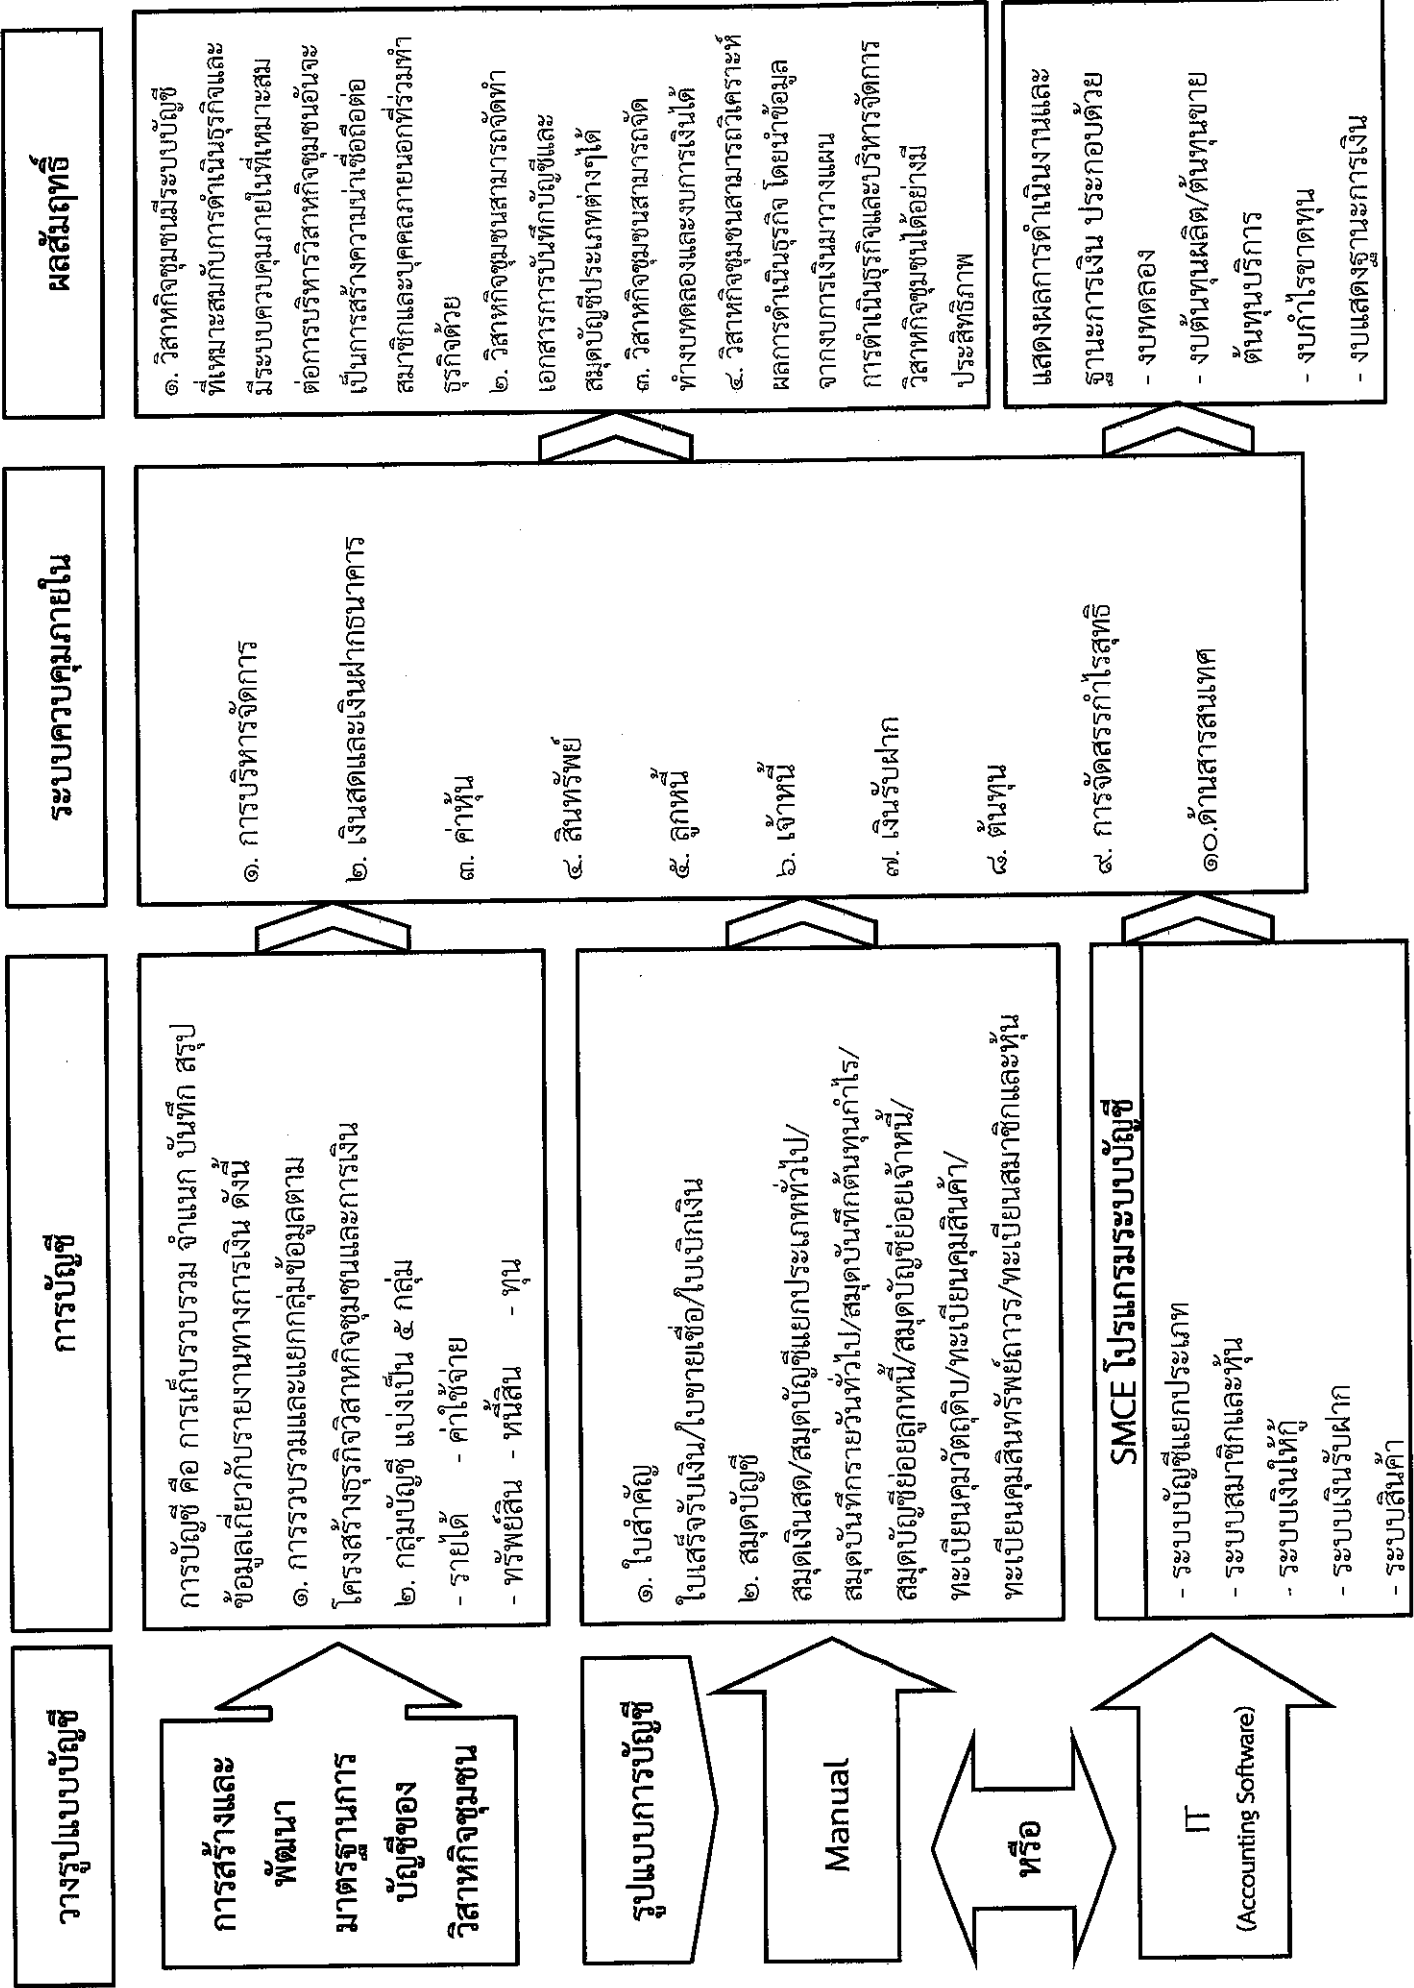 วางรูปแบบบัญชี
การบัญชี
ระบบควบคุมภายใน
ผลสัมฤทธิ์
การสร้างและ
พัฒนา
มาตรฐานการ
บัญชีของ
วิสาหกิจชุมชน
การบัญชี คือ การเก็บรวบรวม จำแนก บันทึก สรุป
ข้อมูลเกี่ยวกับรายงานทางการเงิน ดังนี้
๑. การรวบรวมและแยกกลุ่มข้อมูลตาม
โครงสร้างธุรกิจวิสาหกิจชุมชนและการเงิน
๒. กลุ่มบัญชี แบ่งเป็น ๕ กลุ่ม
- รายได้ - ค่าใช้จ่าย
- ทรัพย์สิน - หนี้สิน - ทุน
รูปแบบการบัญชี
Manual
หรือ
IT
(Accounting Software)
๑. ใบสำคัญ
ใบเสร็จรับเงิน/ใบขายเชื่อ/ใบเบิกเงิน
๒. สมุดบัญชี
สมุดเงินสด/สมุดบัญชีแยกประเภททั่วไป/
สมุดบันทึกรายวันทั่วไป/สมุดบันทึกต้นทุนกำไร/
สมุดบัญชีย่อยลูกหนี้/สมุดบัญชีย่อยเจ้าหนี้/
ทะเบียนคุมวัตถุดิบ/ทะเบียนคุมสินค้า/
ทะเบียนคุมสินทรัพย์ถาวร/ทะเบียนสมาชิกและหุ้น
SMCE โปรแกรมระบบบัญชี
- ระบบบัญชีแยกประเภท
- ระบบสมาชิกและหุ้น
- ระบบเงินให้กู้
- ระบบเงินรับฝาก
- ระบบสินค้า
๑. การบริหารจัดการ
๒. เงินสดและเงินฝากธนาคาร
๓. ค่าหุ้น
๔. สินทรัพย์
๕. ลูกหนี้
๖. เจ้าหนี้
๗. เงินรับฝาก
๘. ต้นทุน
๙. การจัดสรรกำไรสุทธิ
๑๐.ด้านสารสนเทศ
๑. วิสาหกิจชุมชนมีระบบบัญชี
ที่เหมาะสมกับการดำเนินธุรกิจและ
มีระบบควบคุมภายในที่เหมาะสม
ต่อการบริหารวิสาหกิจชุมชนอันจะ
เป็นการสร้างความน่าเชื่อถือต่อ
สมาชิกและบุคคลภายนอกที่ร่วมทำ
ธุรกิจด้วย
๒. วิสาหกิจชุมชนสามารถจัดทำ
เอกสารการบันทึกบัญชีและ
สมุดบัญชีประเภทต่างๆได้
๓. วิสาหกิจชุมชนสามารถจัด
ทำงบทดลองและงบการเงินได้
๔. วิสาหกิจชุมชนสามารถวิเคราะห์
ผลการดำเนินธุรกิจ โดยนำข้อมูล
จากงบการเงินมาวางแผน
การดำเนินธุรกิจและบริหารจัดการ
วิสาหกิจชุมชนได้อย่างมี
ประสิทธิภาพ
แสดงผลการดำเนินงานและ
ฐานะการเงิน ประกอบด้วย
- งบทดลอง
- งบต้นทุนผลิต/ต้นทุนขาย
ต้นทุนบริการ
- งบกำไรขาดทุน
- งบแสดงฐานะการเงิน